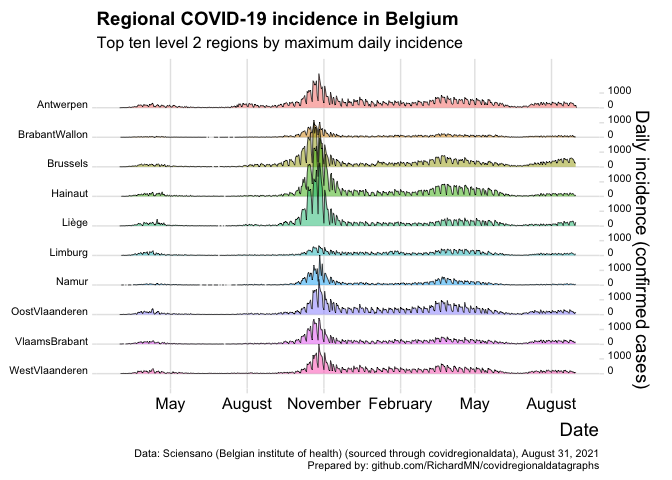 Regional COVID-19 incidence in Belgium
Top ten level 2 regions by maximum daily incidence
Antwerpen
1000
0
BrabantWallon
1000
0
Brussels
1000
0
Hainaut
1000
0
Liège
1000
0
Limburg
1000
0
Namur
1000
0
OostVlaanderen
1000
0
VlaamsBrabant
1000
0
WestVlaanderen
1000
0
Daily incidence (confirmed cases)
May August November February May August
Date
Data: Sciensano (Belgian institute of health) (sourced through covidregionaldata), August 31, 2021
Prepared by: github.com/RichardMN/covidregionaldatagraphs